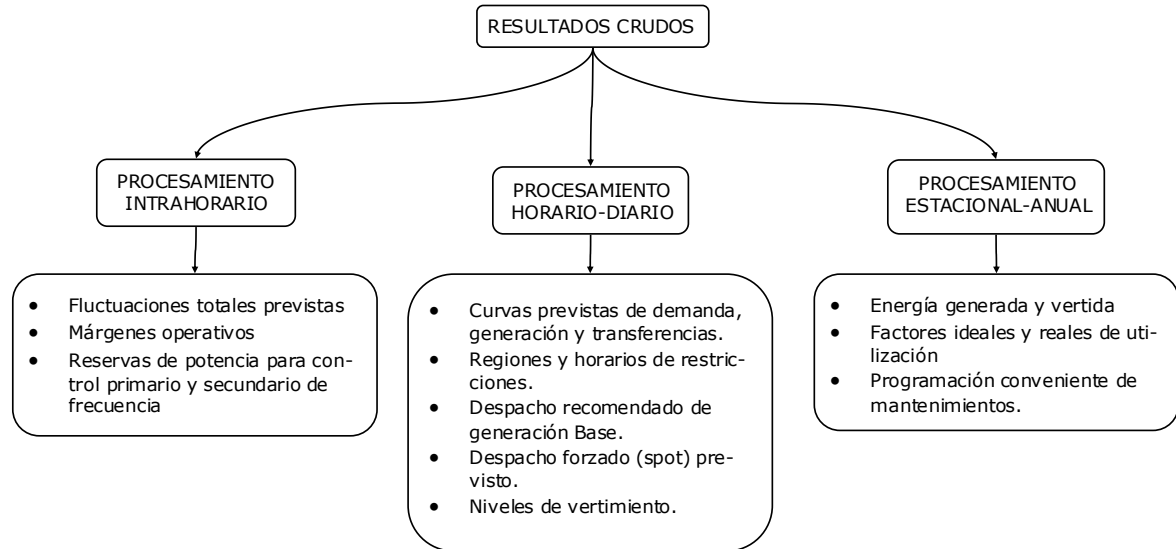 RESULTADOS CRUDOS
PROCESAMIENTO
INTRAHORARIO
• Fluctuaciones totales previstas
• Márgenes operativos
• Reservas de potencia para con-
trol primario y secundario de
frecuencia
PROCESAMIENTO
HORARIO-DIARIO
• Curvas previstas de demanda,
generación y transferencias.
• Regiones y horarios de restric-
ciones.
• Despacho recomendado de
generación Base.
• Despacho forzado (spot) pre-
visto.
• Niveles de vertimiento.
PROCESAMIENTO
ESTACIONAL-ANUAL
• Energía generada y vertida
• Factores ideales y reales de uti-
lización
• Programación conveniente de
mantenimientos.